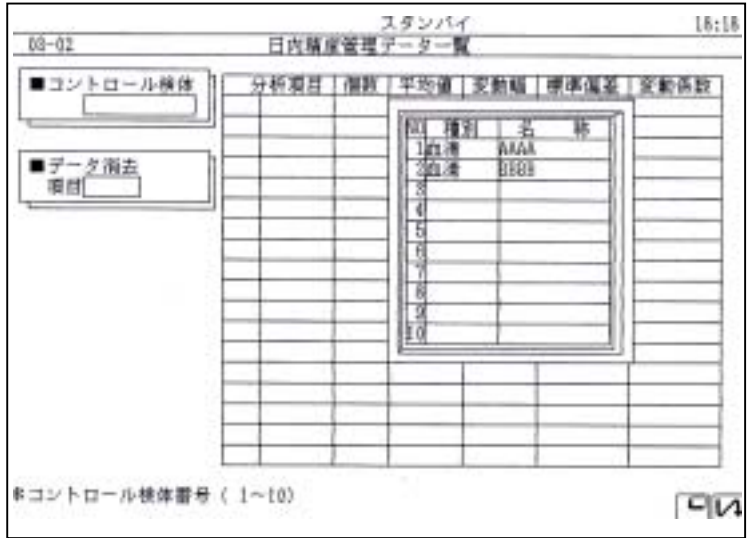 スタンバイ 16:16
03-02 日内精度管理データ一覧
■コントロール検体
■データ消去
項目
分析項目 個数 平均値 変動幅 標準偏差 変動係数
NO 種別 名 称
1 血清 AAAA
2 血清 BBBB
3
4
5
6
7
8
9
10
*コントロール検体番号 ( 1~10)